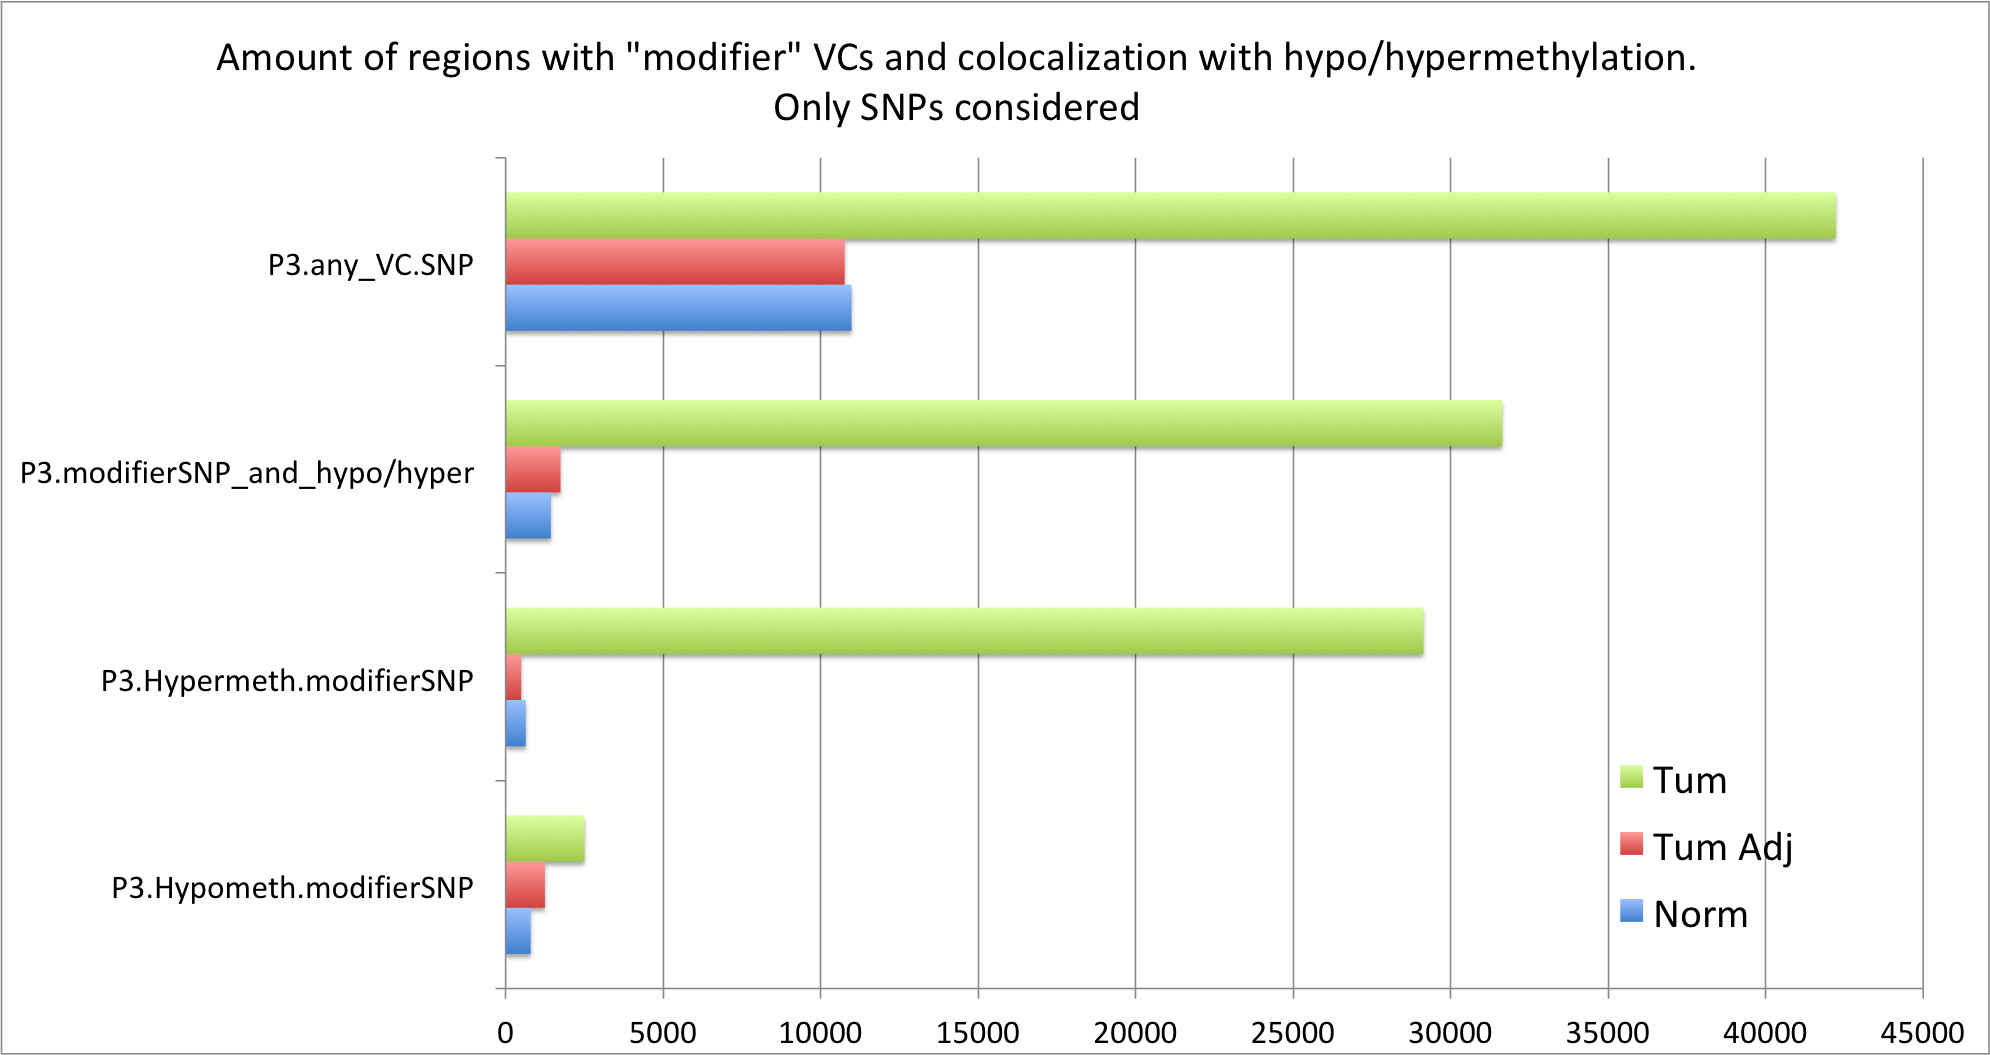 Amount of regions with "modifier" VCs and colocalization with hypo/hypermethylation.
Only SNPs considered
P3.any_VC.SNP
P3.modifierSNP_and_hypo/hyper
P3.Hypermeth.modifierSNP
P3.Hypometh.modifierSNP
Tum
Tum Adj
Norm
0 5000 10000 15000 20000 25000 30000 35000 40000 45000